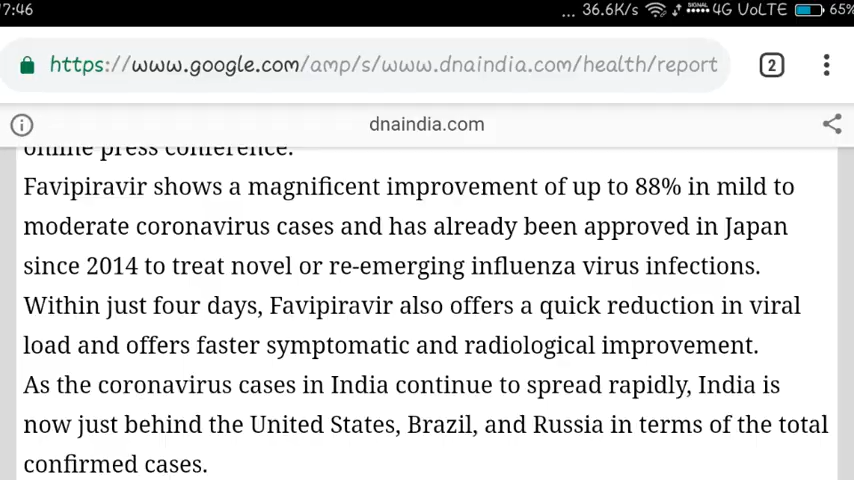 7:46 ... 36.6K/s SIGNAL 4G VoLTE 65%
https://www.google.com/amp/s/www.dnaindia.com/health/report 2
dnaindia.com
online press conference.
Favipiravir shows a magnificent improvement of up to 88% in mild to
moderate coronavirus cases and has already been approved in Japan
since 2014 to treat novel or re-emerging influenza virus infections.
Within just four days, Favipiravir also offers a quick reduction in viral
load and offers faster symptomatic and radiological improvement.
As the coronavirus cases in India continue to spread rapidly, India is
now just behind the United States, Brazil, and Russia in terms of the total
confirmed cases.